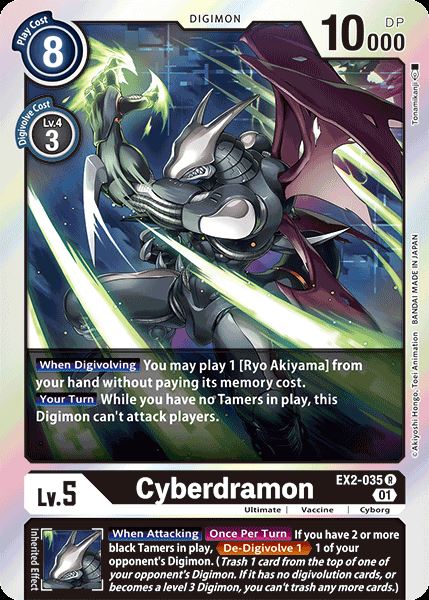 Play Cost
8
DIGIMON
10000
DP
Digivolve Cost
Lv.4
3
Tonamikanji
When Digivolving You may play 1 [Ryo Akiyama] from
your hand without paying its memory cost.
Your Turn While you have no Tamers in play, this
Digimon can't attack players.
©Akiyoshi Hongo, Toei Animation BANDAI MADE IN JAPAN
Lv.5
Cyberdramon
EX2-035 R
01
Ultimate | Vaccine | Cyborg
Inherited Effect
When Attacking Once Per Turn If you have 2 or more
black Tamers in play, De-Digivolve 1 1 of your
opponent's Digimon. (Trash 1 card from the top of one
of your opponent's Digimon. If it has no digivolution cards, or
becomes a level 3 Digimon, you can't trash any more cards.)